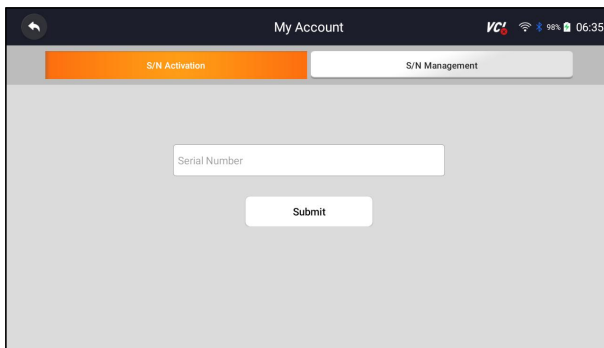 My Account VCI 98% 06:35
S/N Activation S/N Management
Serial Number
Submit